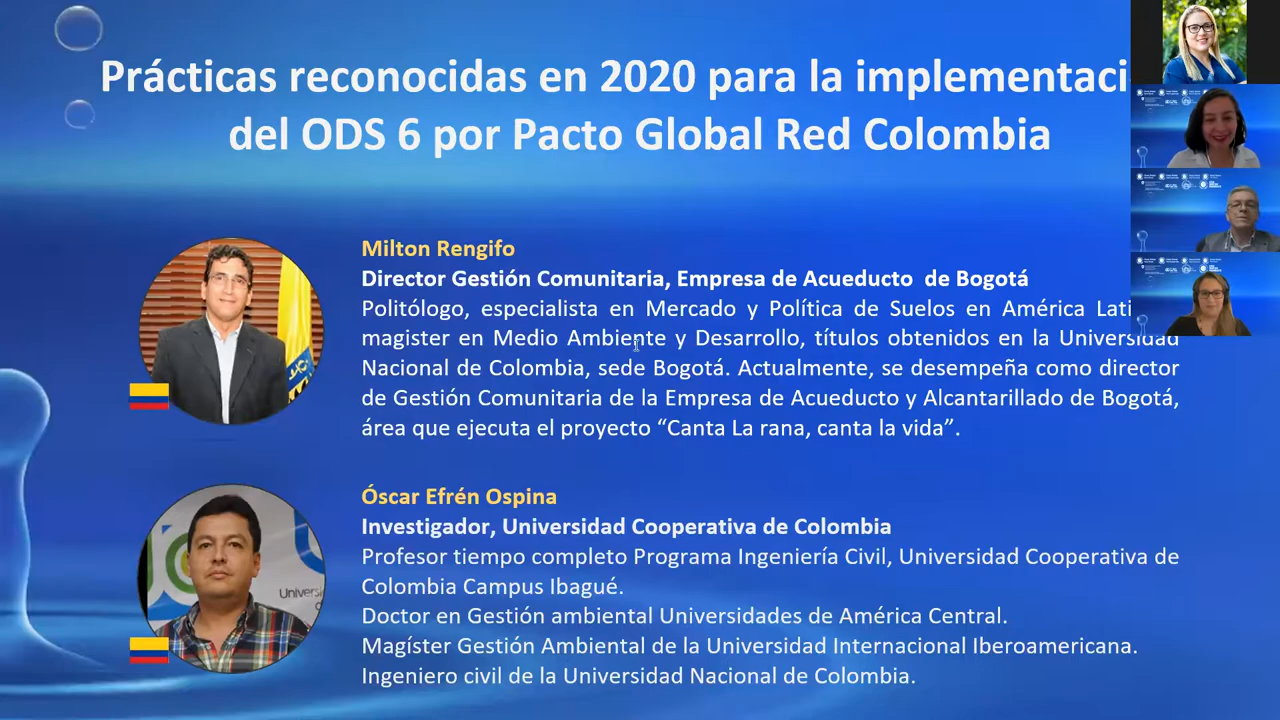 Prácticas reconocidas en 2020 para la implementaci
del ODS 6 por Pacto Global Red Colombia
Milton Rengifo
Director Gestión Comunitaria, Empresa de Acueducto de Bogotá
Politólogo, especialista en Mercado y Política de Suelos en América Lati
magister en Medio Ambiente y Desarrollo, títulos obtenidos en la Universidad
Nacional de Colombia, sede Bogotá. Actualmente, se desempeña como director
de Gestión Comunitaria de la Empresa de Acueducto y Alcantarillado de Bogotá,
área que ejecuta el proyecto “Canta La rana, canta la vida”.
Óscar Efrén Ospina
Investigador, Universidad Cooperativa de Colombia
Profesor tiempo completo Programa Ingeniería Civil, Universidad Cooperativa de
Colombia Campus Ibagué.
Doctor en Gestión ambiental Universidades de América Central.
Magíster Gestión Ambiental de la Universidad Internacional Iberoamericana.
Ingeniero civil de la Universidad Nacional de Colombia.